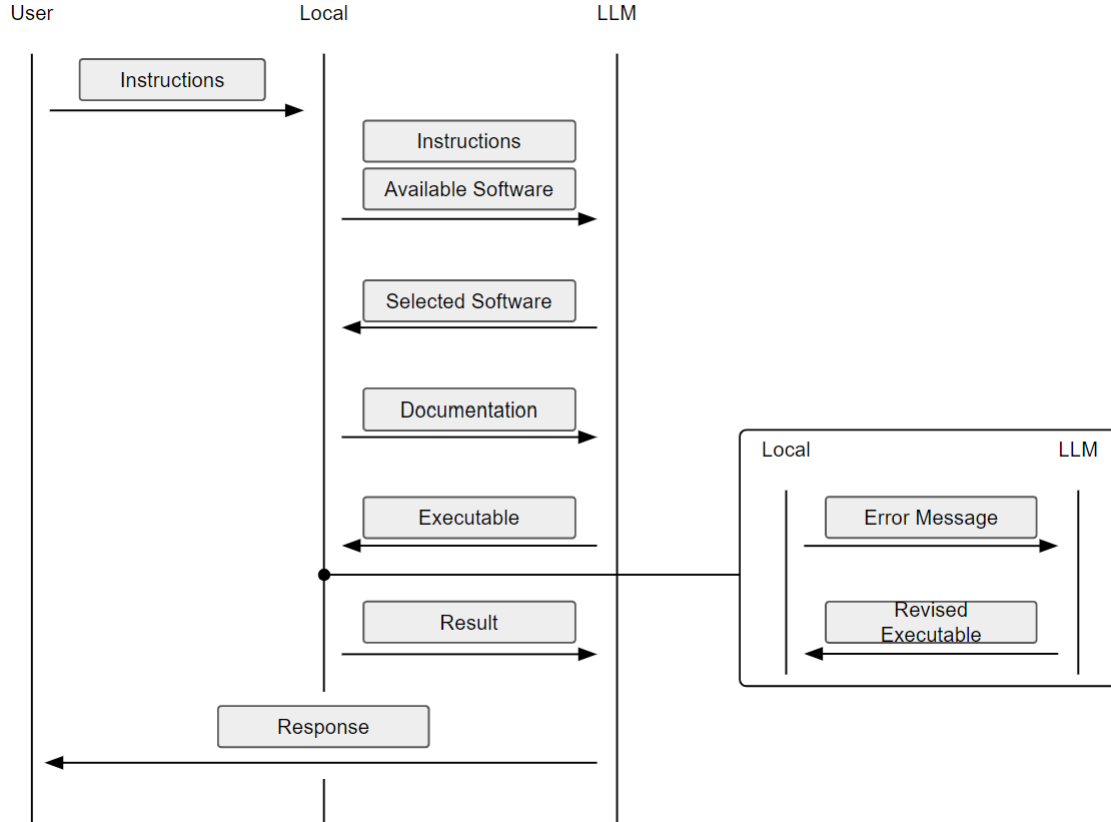 User
Local
LLM
Instructions
Instructions
Available Software
Selected Software
Documentation
Executable
Result
Response
Local
LLM
Error Message
Revised
Executable